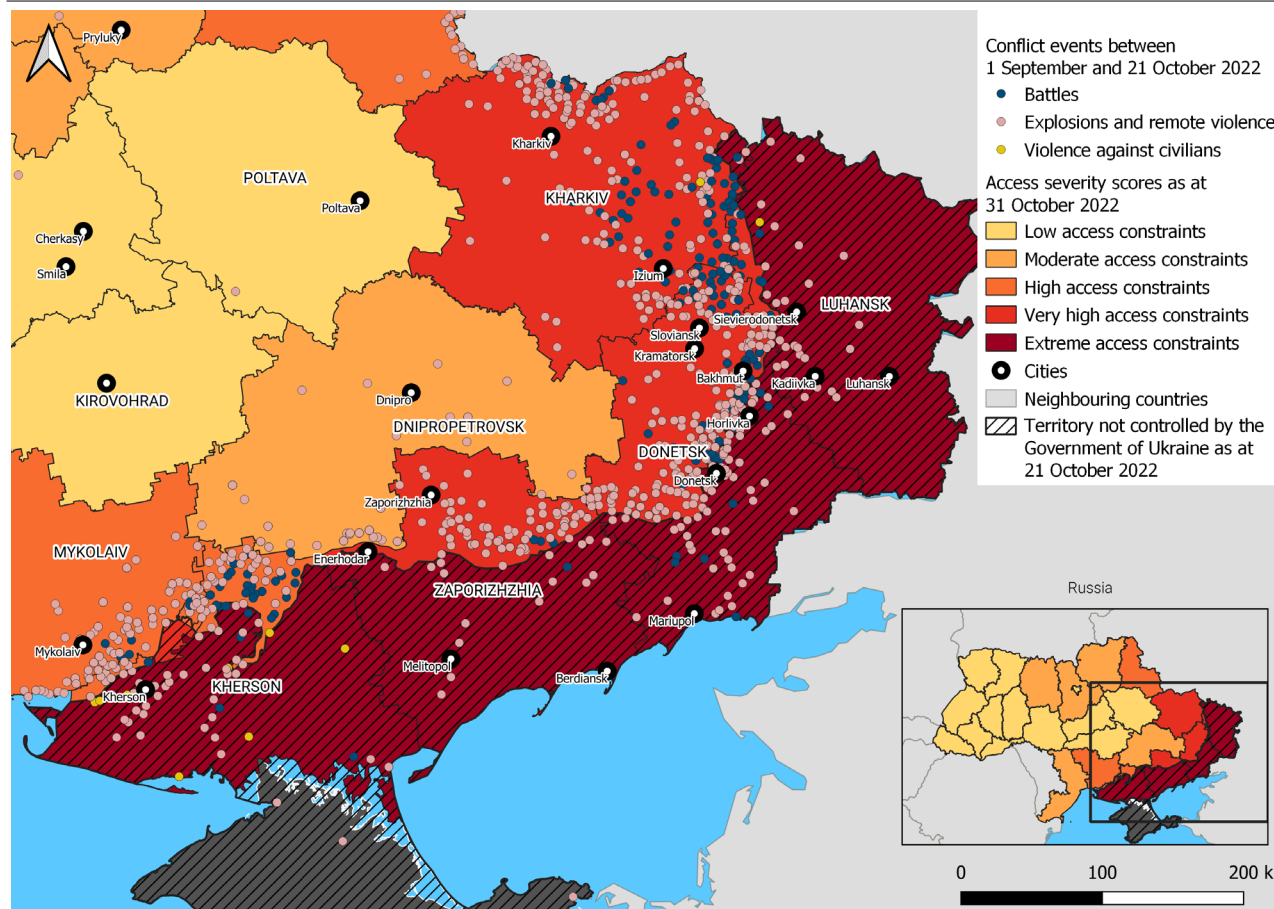 Conflict events between
1 September and 21 October 2022
Battles
Explosions and remote violence
Violence against civilians
Access severity scores as at
31 October 2022
Low access constraints
Moderate access constraints
High access constraints
Very high access constraints
Extreme access constraints
Cities
Neighbouring countries
Territory not controlled by the
Government of Ukraine as at
21 October 2022
Pryluky
Kharkiv
POLTAVA
KHARKIV
Poltava
Cherkasy
Smila
Izium
LUHANSK
Sievierodonetsk
Sloviansk
Kramatorsk
Bakhmut
Kadiivka
Luhansk
KIROVOHRAD
Dnipro
DNIPROPETROVSK
Horlivka
DONETSK
Donetsk
Zaporizhzhia
MYKOLAIV
Enerhodar
ZAPORIZHZHIA
Russia
Mariupol
Mykolaiv
Melitopol
Berdiansk
Kherson
KHERSON
0 100 200 k